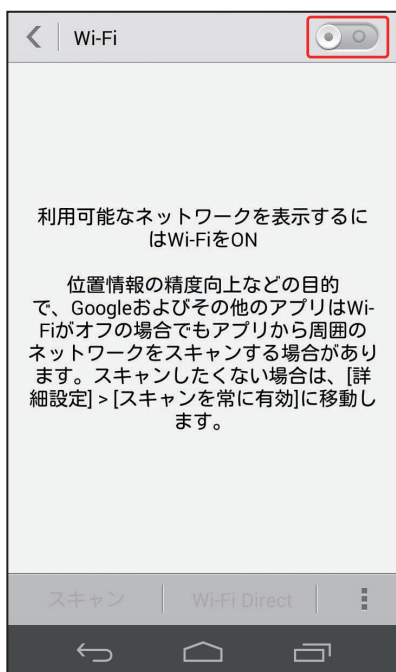 Wi-Fi
利用可能なネットワークを表示するに
はWi-FiをON
位置情報の精度向上などの目的
で、Googleおよびその他のアプリはWi-
Fiがオフの場合でもアプリから周囲の
ネットワークをスキャンする場合があり
ます。スキャンしたくない場合は、[詳
細設定] > [スキャンを常に有効]に移動し
ます。
スキャン
Wi-Fi Direct